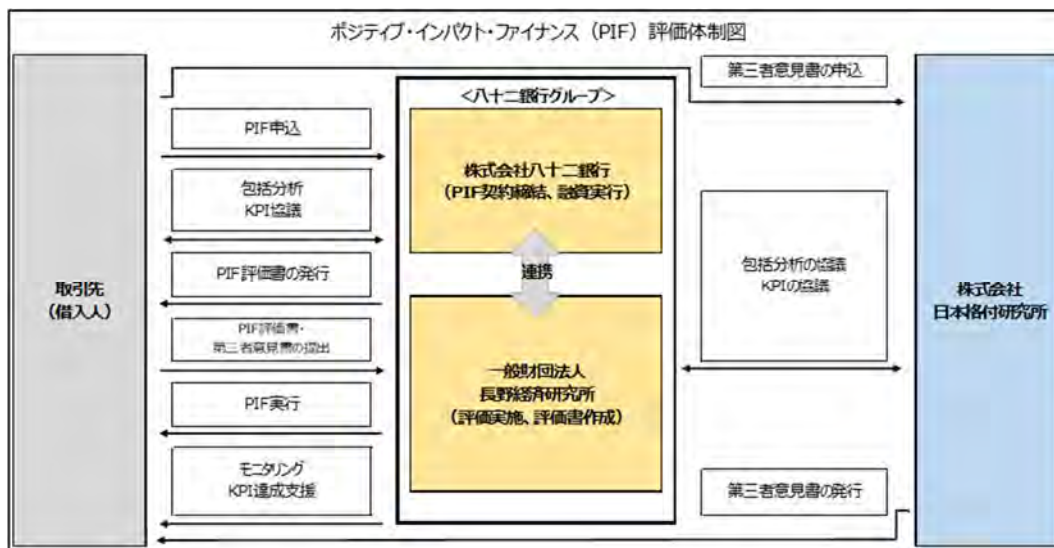 ポジティブ・インパクト・ファイナンス（PIF）評価体制図
取引先
（借入人）
PIF申込
包括分析
KPI協議
PIF評価書の発行
PIF評価書・
第三者意見書の提出
PIF実行
モニタリング
KPI達成支援
＜八十二銀行グループ＞
株式会社八十二銀行
（PIF契約締結、融資実行）
連携
一般財団法人
長野経済研究所
（評価実施、評価書作成）
第三者意見書の申込
包括分析の協議
KPIの協議
第三者意見書の発行
株式会社
日本格付研究所